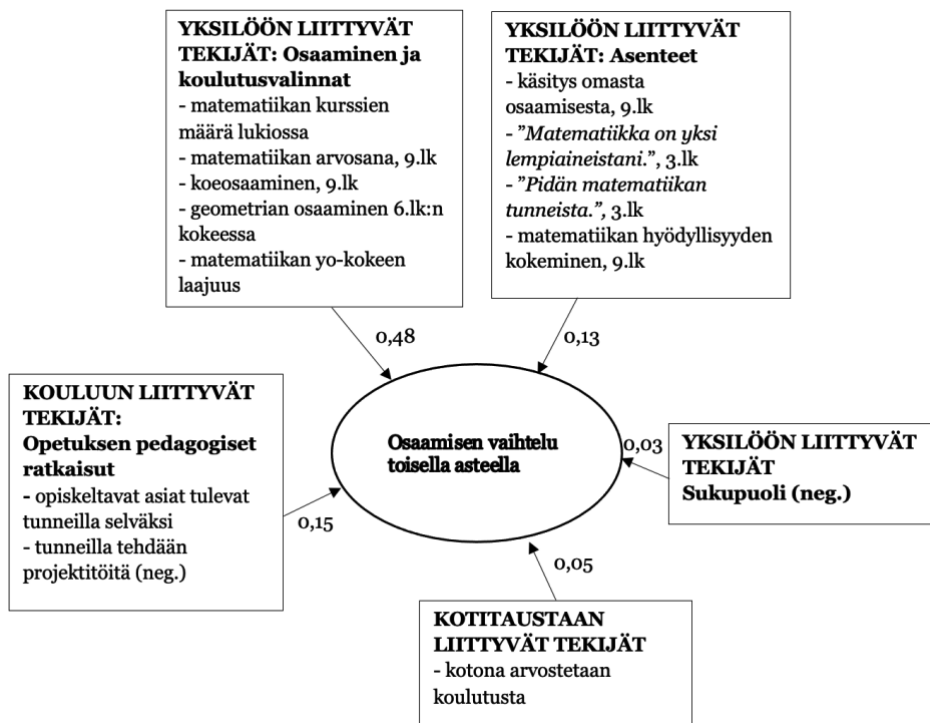 YKSILÖÖN LIITTYVÄT
TEKIJÄT: Osaaminen ja
koulutusvalinnat
- matematiikan kurssien
määrä lukiossa
- matematiikan arvosana, 9.lk
- koeosaaminen, 9.lk
- geometrian osaaminen 6.lk:n
kokeessa
- matematiikan yo-kokeen
laajuus
YKSILÖÖN LIITTYVÄT
TEKIJÄT: Asenteet
- käsitys omasta
osaamisesta, 9.lk
- ”Matematiikka on yksi
lempiaineistani.”, 3.lk
- ”Pidän matematiikan
tunneista.”, 3.lk
- matematiikan hyödyllisyyden
kokeminen, 9.lk
0,48
0,13
KOULUUN LIITTYVÄT
TEKIJÄT:
Opetuksen pedagogiset
ratkaisut
- opiskeltavat asiat tulevat
tunneilla selväksi
- tunneilla tehdään
projektitöitä (neg.)
0,15
Osaamisen vaihtelu
toisella asteella
0,03
YKSILÖÖN LIITTYVÄT
TEKIJÄT
Sukupuoli (neg.)
0,05
KOTITAUSTAAN
LIITTYVÄT TEKIJÄT
- kotona arvostetaan
koulutusta